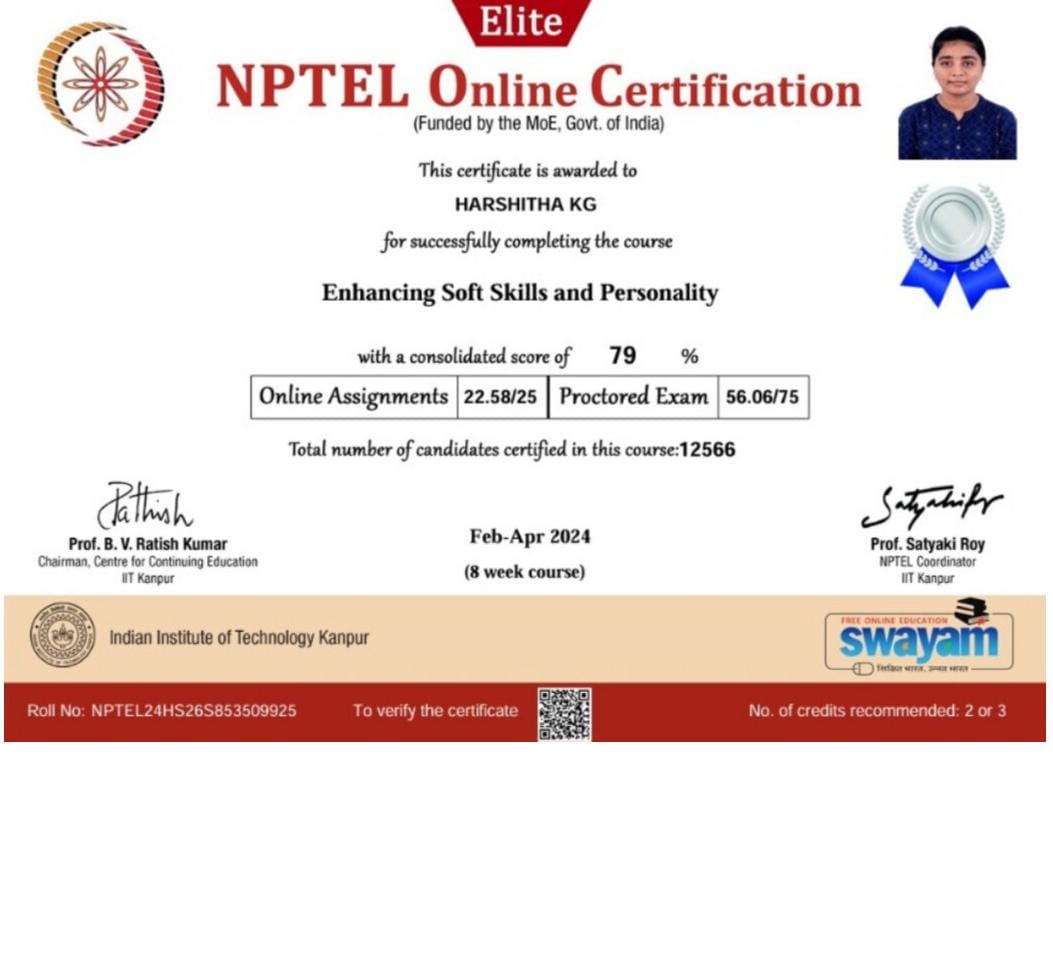 Elite
NPTEL Online Certification
(Funded by the MoE, Govt. of India)
This certificate is awarded to
HARSHITHA KG
for successfully completing the course
Enhancing Soft Skills and Personality
with a consolidated score of 79 %
Online Assignments 22.58/25 Proctored Exam 56.06/75
Total number of candidates certified in this course:12566
Prof. B. V. Ratish Kumar
Chairman, Centre for Continuing Education
IIT Kanpur
Feb-Apr 2024
(8 week course)
Prof. Satyaki Roy
NPTEL Coordinator
IIT Kanpur
Indian Institute of Technology Kanpur
FREE ONLINE EDUCATION
swayam
शिक्षित भारत, उन्नत भारत
Roll No: NPTEL24HS26S853509925 To verify the certificate No. of credits recommended: 2 or 3